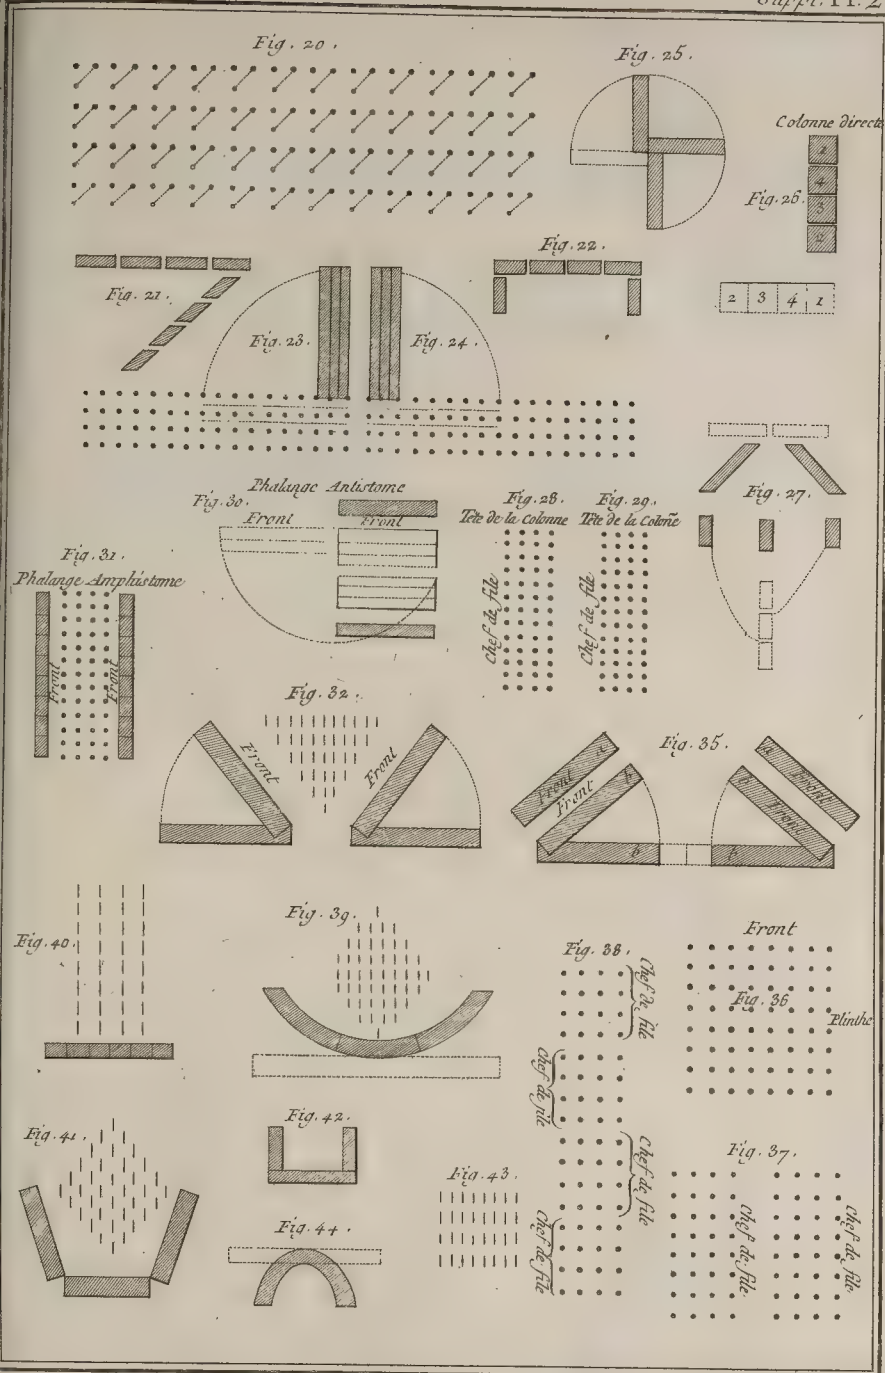 Suppl. Pl. 2
Fig. 20.
Fig. 25.
Colonne directe
1
4
Fig. 26.
3
2
Fig. 22.
Fig. 21.
2 3 4 1
Fig. 23.
Fig. 24.
Phalange Antistome
Fig. 30.
Front
Front
Fig. 28.
Tête de la Colonne
Chef de file
Fig. 29.
Tête de la Coloñe
Chef de file
Fig. 27.
Fig. 31.
Phalange Amphistome
Front
Front
Fig. 32.
Front
Front
Fig. 35.
a
Front
b
Front
b
a
Front
Front
b
Fig. 40.
Fig. 39.
Fig. 38.
Chef de file
Chef de file
Chef de file
Chef de file
Front
Fig. 36
Plinthe
Fig. 41.
Fig. 42.
Fig. 43.
Fig. 44.
Fig. 37.
Chef de file
Chef de file